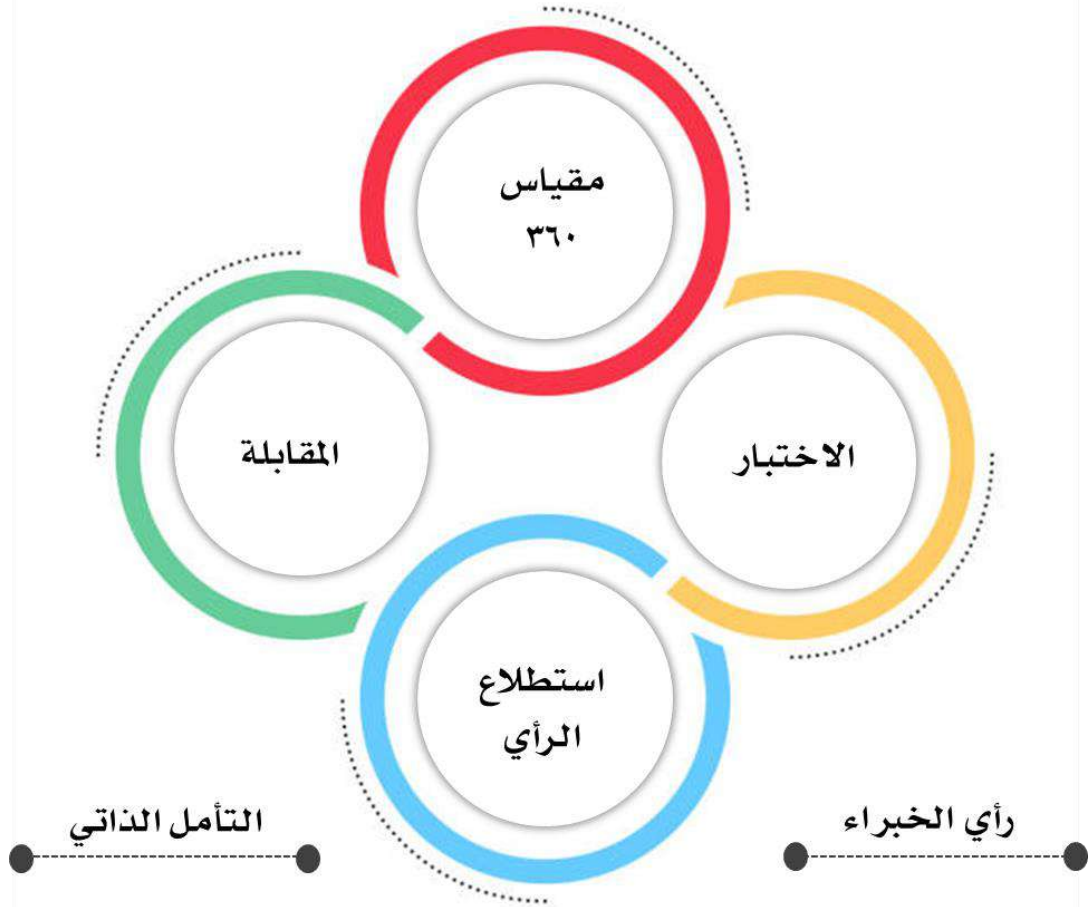 مقياس
٣٦٠
الاختبار
المقابلة
استطلاع
الرأي
رأي الخبراء
التأمل الذاتي